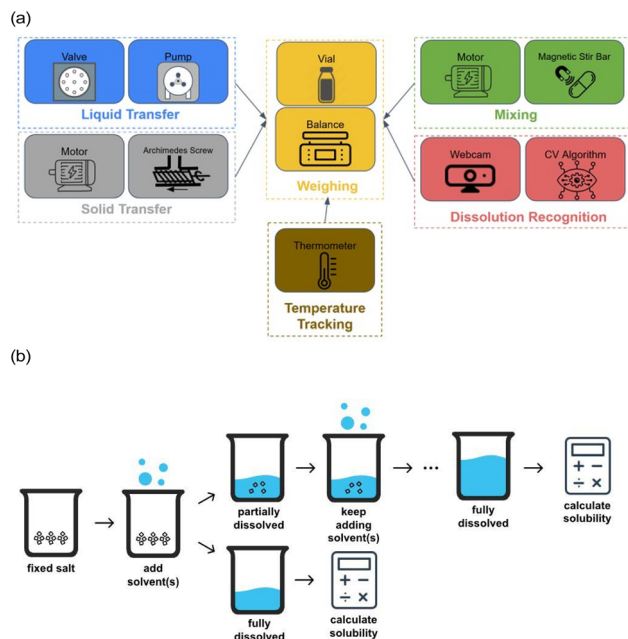 (a)
Valve
Pump
Liquid Transfer
Motor
Archimedes Screw
Solid Transfer
Vial
Balance
Weighing
Thermometer
Temperature
Tracking
Motor
Magnetic Stir Bar
Mixing
Webcam
CV Algorithm
Dissolution Recognition
(b)
fixed salt
add
solvent(s)
partially
dissolved
keep
adding
solvent(s)
...
fully
dissolved
calculate
solubility
fully
dissolved
calculate
solubility